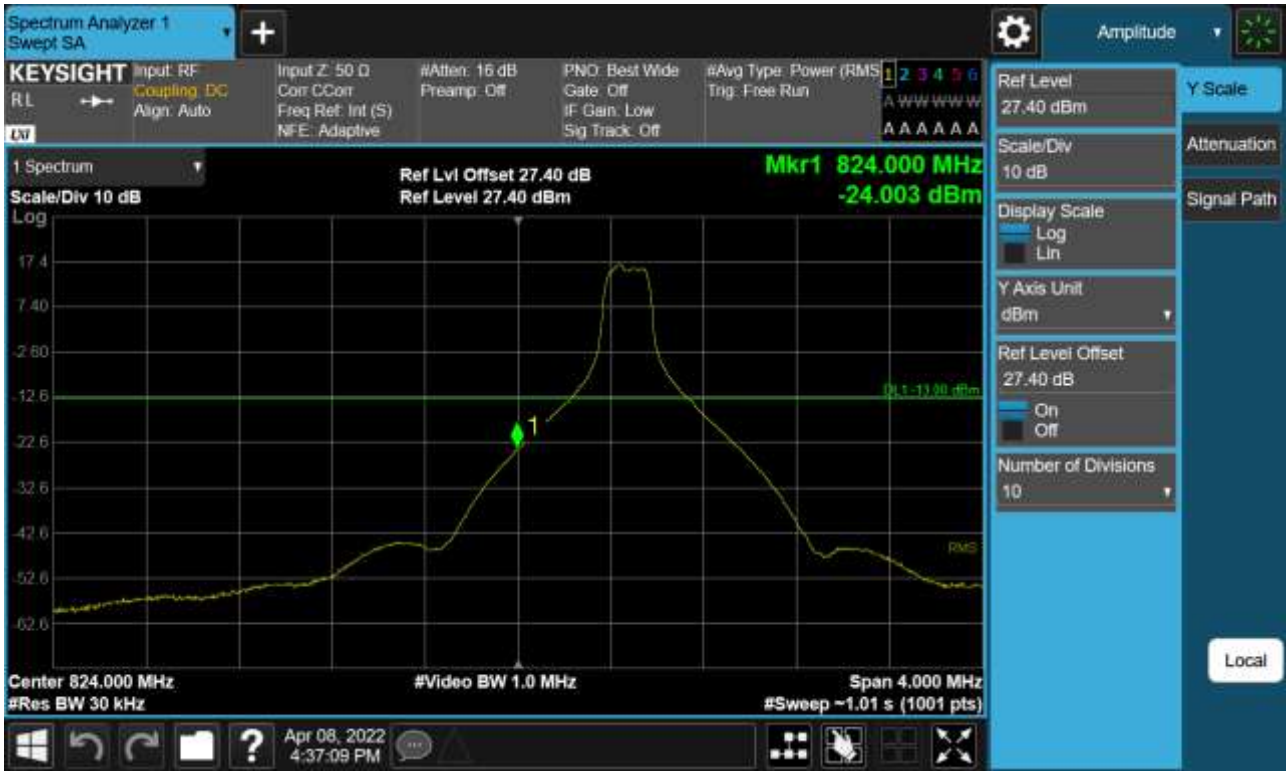 Spectrum Analyzer 1
Swept SA
+
Amplitude
KEYSIGHT
RL
Input: RF
Coupling: DC
Align: Auto
Input Z: 50 Ω
Corr CCorr
Freq Ref: Int (S)
NFE: Adaptive
#Atten: 16 dB
Preamp: Off
PNO: Best Wide
Gate: Off
IF Gain: Low
Sig Track: Off
#Avg Type: Power (RMS
Trig: Free Run
1 2 3 4 5 6
A W W W W W
A A A A A A
1 Spectrum
Scale/Div 10 dB
Ref Lvl Offset 27.40 dB
Ref Level 27.40 dBm
Mkr1 824.000 MHz
-24.003 dBm
Log
17.4
7.40
-2.60
-12.6
-22.6
-32.6
-42.6
-52.6
-62.6
DL1 -13.00 dBm
1
RMS
Center 824.000 MHz
#Res BW 30 kHz
#Video BW 1.0 MHz
Span 4.000 MHz
#Sweep ~1.01 s (1001 pts)
Ref Level
27.40 dBm
Scale/Div
10 dB
Display Scale
Log
Lin
Y Axis Unit
dBm
Ref Level Offset
27.40 dB
On
Off
Number of Divisions
10
Y Scale
Attenuation
Signal Path
Local
?
Apr 08, 2022
4:37:09 PM